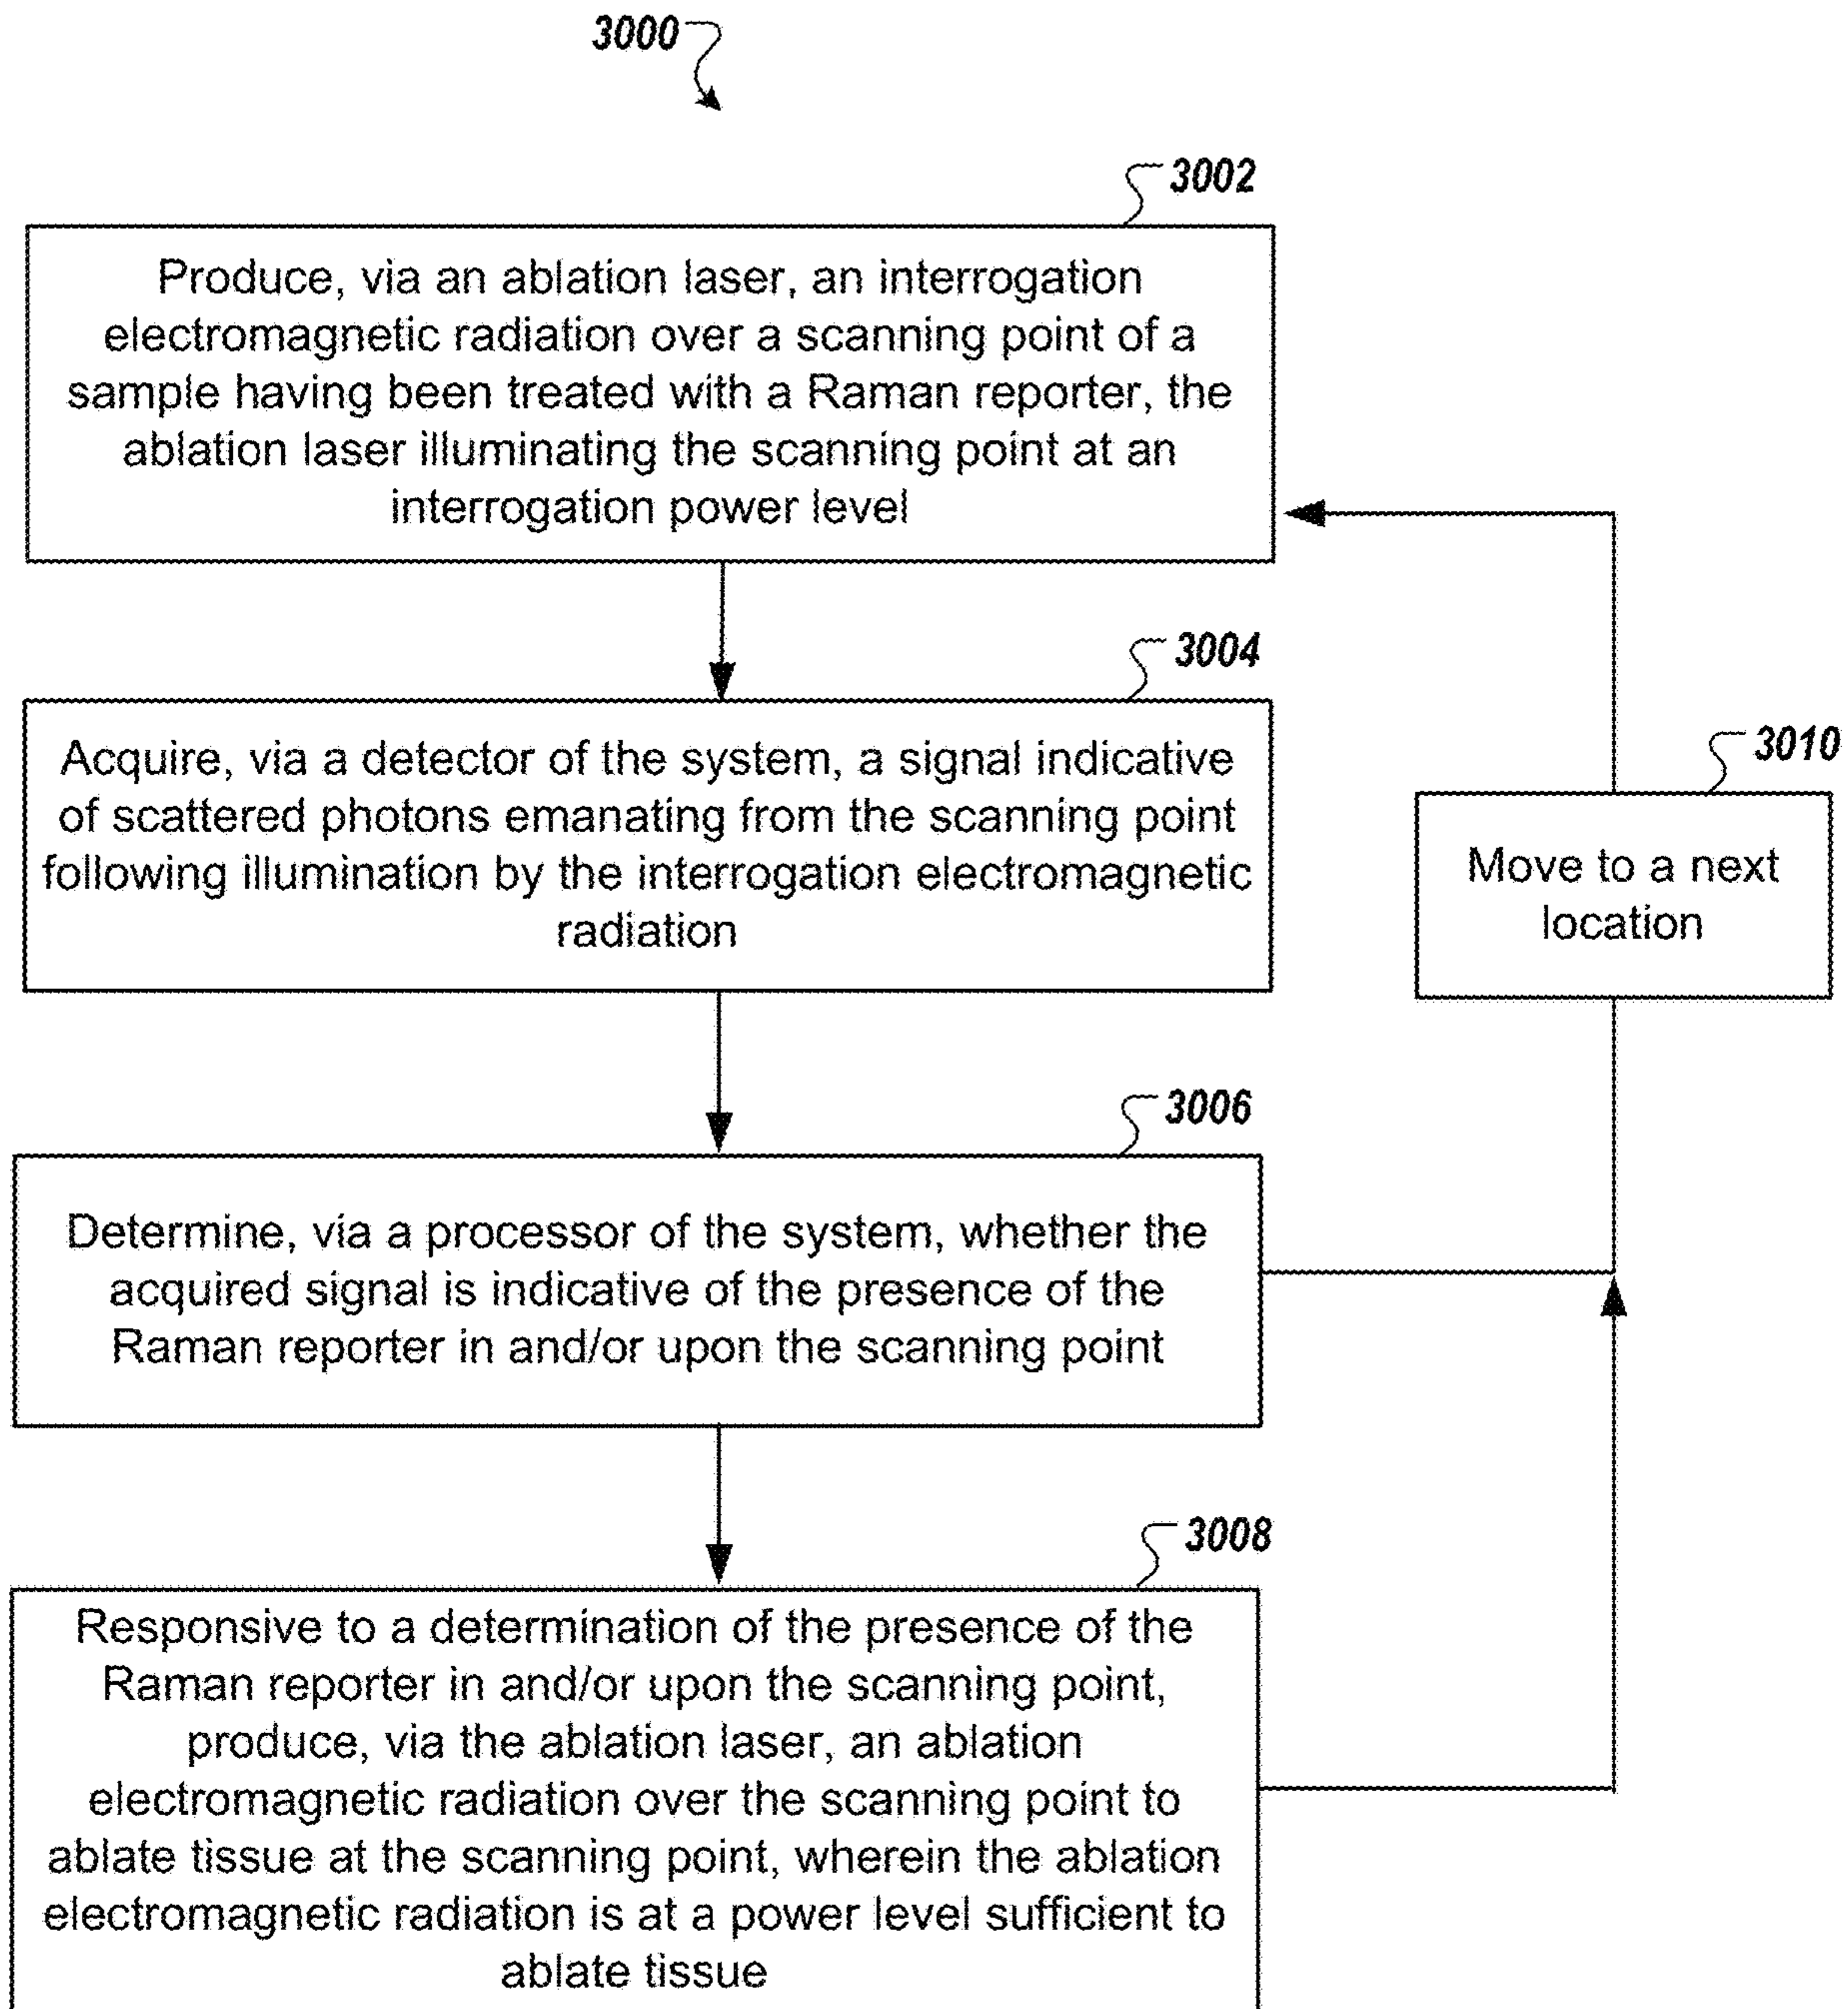 3000
3002
Produce, via an ablation laser, an interrogation
electromagnetic radiation over a scanning point of a
sample having been treated with a Raman reporter, the
ablation laser illuminating the scanning point at an
interrogation power level
3004
Acquire, via a detector of the system, a signal indicative
of scattered photons emanating from the scanning point
following illumination by the interrogation electromagnetic
radiation
3010
Move to a next
location
3006
Determine, via a processor of the system, whether the
acquired signal is indicative of the presence of the
Raman reporter in and/or upon the scanning point
3008
Responsive to a determination of the presence of the
Raman reporter in and/or upon the scanning point,
produce, via the ablation laser, an ablation
electromagnetic radiation over the scanning point to
ablate tissue at the scanning point, wherein the ablation
electromagnetic radiation is at a power level sufficient to
ablate tissue